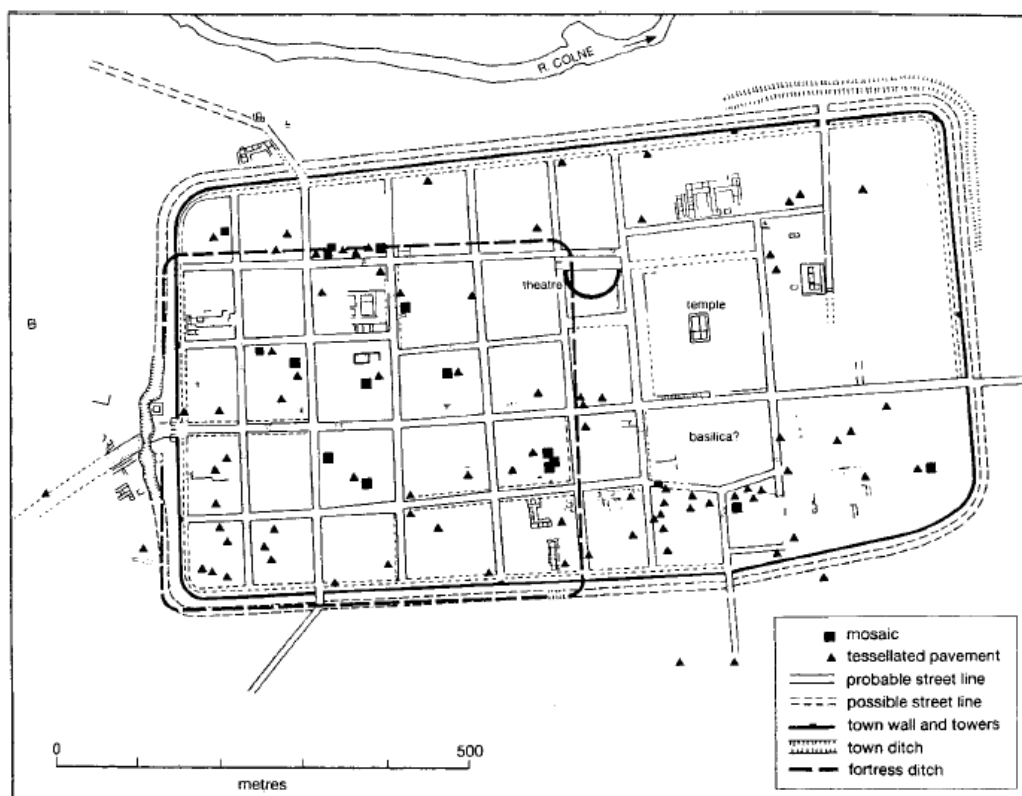 R. COLNE
theatre
temple
basilica?
mosaic
tessellated pavement
probable street line
possible street line
town wall and towers
town ditch
fortress ditch
0 500
metres